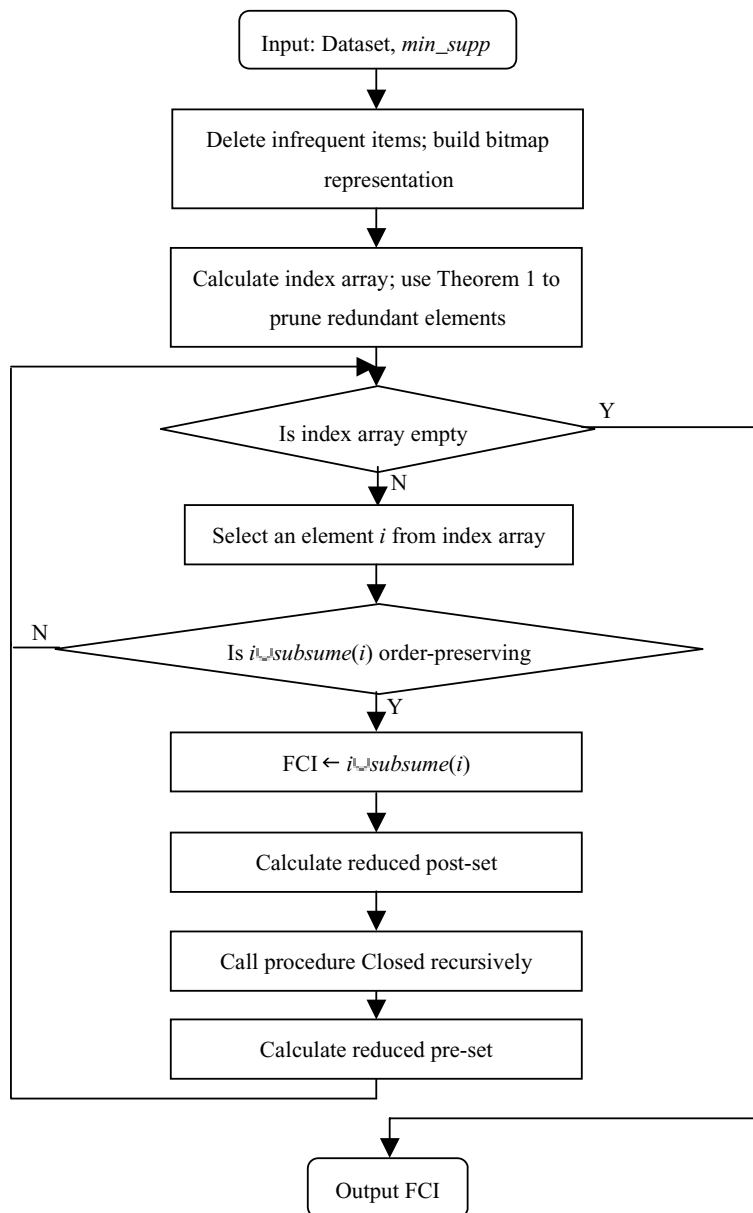 Input: Dataset, min_supp
Delete infrequent items; build bitmap
representation
Calculate index array; use Theorem 1 to
prune redundant elements
Is index array empty
Y
N
Select an element i from index array
N
Is i∪subsume(i) order-preserving
Y
FCI ← i∪subsume(i)
Calculate reduced post-set
Call procedure Closed recursively
Calculate reduced pre-set
Output FCI